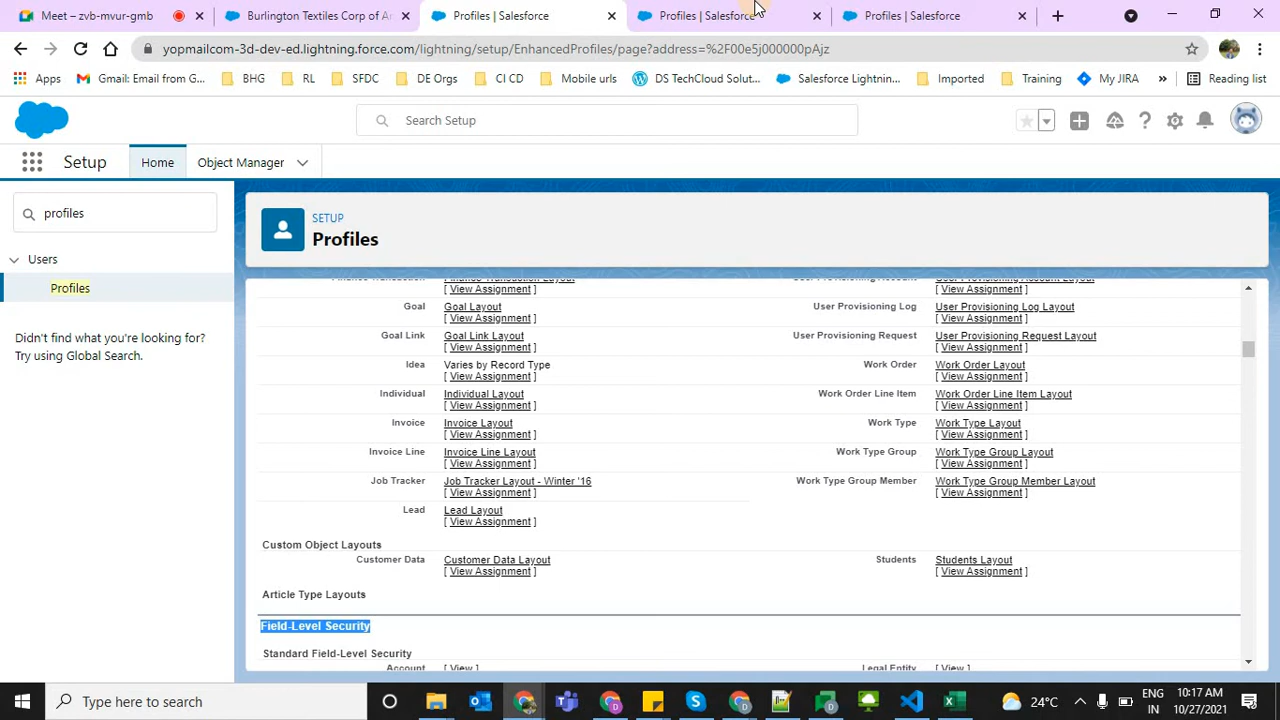 Meet – zvb-mvur-gmb
Burlington Textiles Corp of A
Profiles | Salesforce
Profiles | Salesforce
Profiles | Salesforce
yopmailcom-3d-dev-ed.lightning.force.com/lightning/setup/EnhancedProfiles/page?address=%2F00e5j000000pAjz
Apps
Gmail: Email from G...
BHG
RL
SFDC
DE Orgs
CI CD
Mobile urls
DS TechCloud Solut...
Salesforce Lightnin...
Imported
Training
My JIRA
»
Reading list
Search Setup
Setup
Home
Object Manager
profiles
Users
Profiles
Didn't find what you're looking for?
Try using Global Search.
SETUP
Profiles
[ View Assignment ]
[ View Assignment ]
Goal Goal Layout User Provisioning Log User Provisioning Log Layout
[ View Assignment ] [ View Assignment ]
Goal Link Goal Link Layout User Provisioning Request User Provisioning Request Layout
[ View Assignment ] [ View Assignment ]
Idea Varies by Record Type Work Order Work Order Layout
[ View Assignment ] [ View Assignment ]
Individual Individual Layout Work Order Line Item Work Order Line Item Layout
[ View Assignment ] [ View Assignment ]
Invoice Invoice Layout Work Type Work Type Layout
[ View Assignment ] [ View Assignment ]
Invoice Line Invoice Line Layout Work Type Group Work Type Group Layout
[ View Assignment ] [ View Assignment ]
Job Tracker Job Tracker Layout - Winter '16 Work Type Group Member Work Type Group Member Layout
[ View Assignment ] [ View Assignment ]
Lead Lead Layout
[ View Assignment ]
Custom Object Layouts
Customer Data Customer Data Layout Students Students Layout
[ View Assignment ] [ View Assignment ]
Article Type Layouts
Field-Level Security
Standard Field-Level Security
Account [ View ] Legal Entity [ View ]
Type here to search
24°C
ENG
IN
10:17 AM
10/27/2021